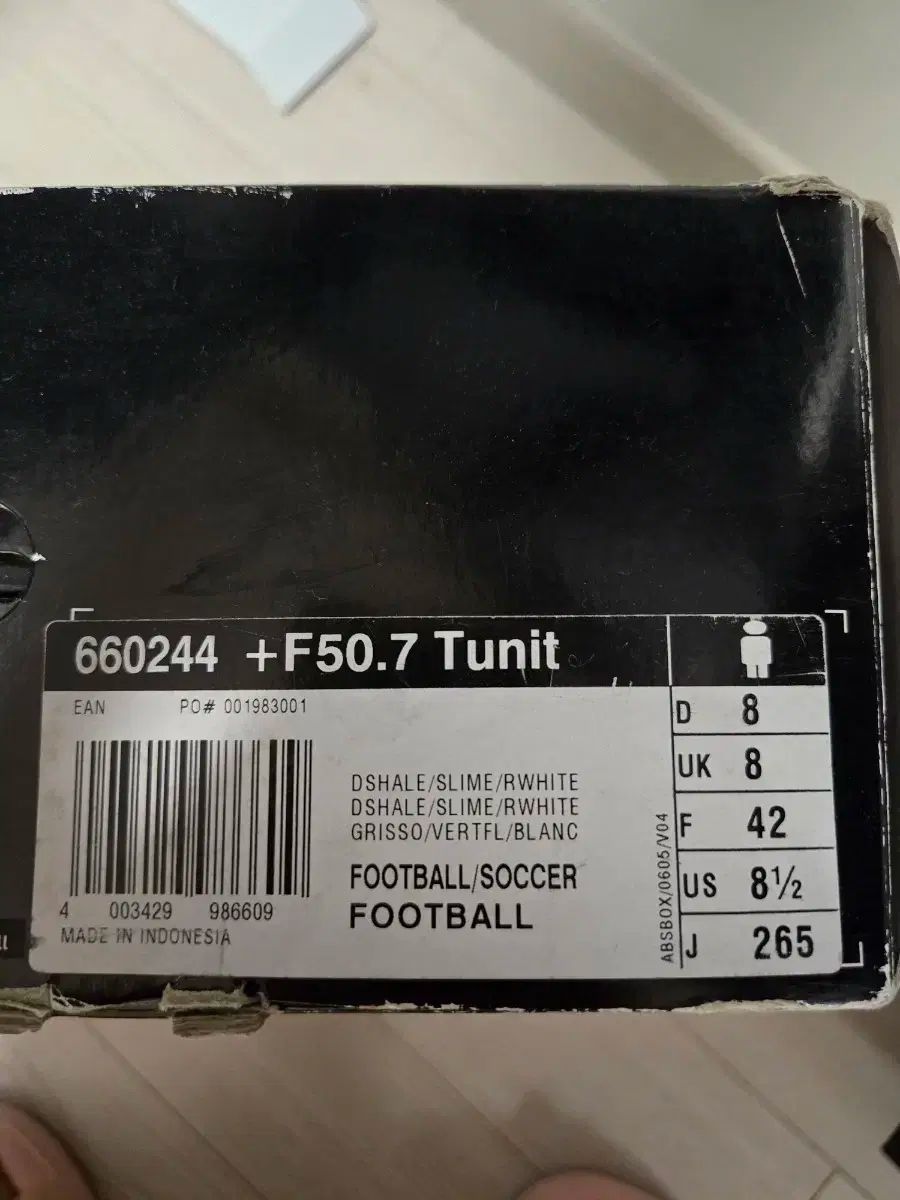 660244 +F50.7 Tunit
EAN PO# 001983001
DSHALE/SLIME/RWHITE
DSHALE/SLIME/RWHITE
GRISSO/VERTFL/BLANC
FOOTBALL/SOCCER
FOOTBALL
4 003429 986609
MADE IN INDONESIA
ABSBOX/0605/V04
D 8
UK 8
F 42
US 8½
J 265